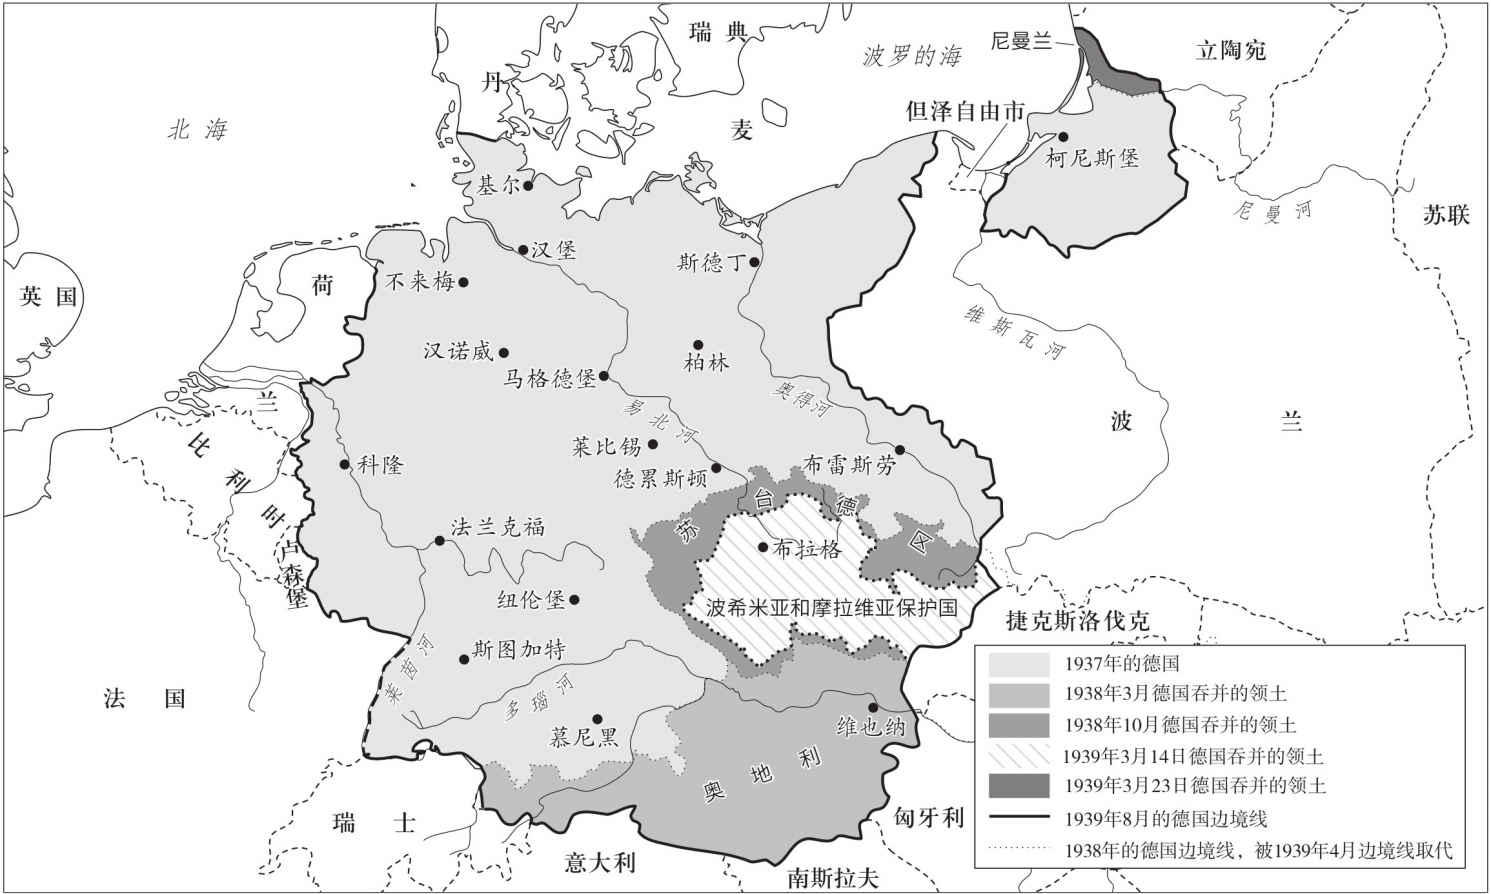 瑞典
尼曼兰
波罗的海
立陶宛
丹
麦
北海
但泽自由市
柯尼斯堡
基尔
尼曼河
苏联
汉堡
斯德丁
不来梅
荷
英国
维斯瓦河
汉诺威
柏林
马格德堡
奥得河
兰
易北河
波兰
比利时
莱比锡
科隆
德累斯顿
布雷斯劳
苏台德区
法兰克福
布拉格
卢森堡
纽伦堡
波希米亚和摩拉维亚保护国
捷克斯洛伐克
斯图加特
莱茵河
法国
多瑙河
慕尼黑
维也纳
奥地利
瑞士
匈牙利
意大利
南斯拉夫
1937年的德国
1938年3月德国吞并的领土
1938年10月德国吞并的领土
1939年3月14日德国吞并的领土
1939年3月23日德国吞并的领土
1939年8月的德国边境线
1938年的德国边境线，被1939年4月边境线取代